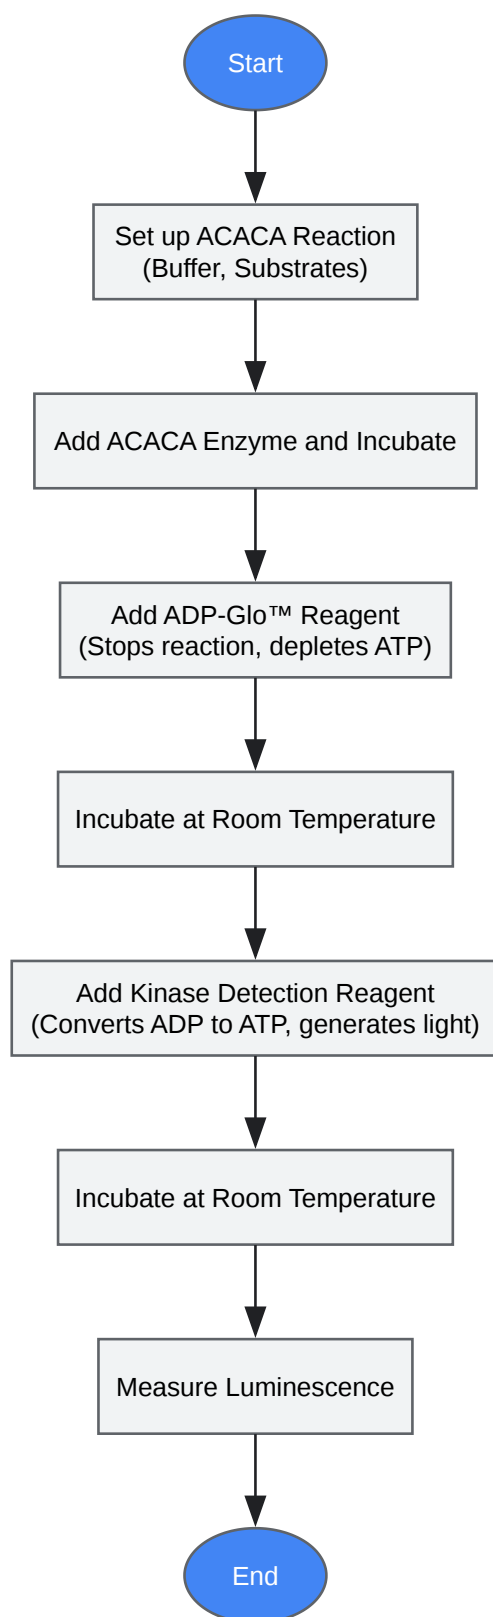 Start
Set up ACACA Reaction
(Buffer, Substrates)
Add ACACA Enzyme and Incubate
Add ADP-Glo™ Reagent
(Stops reaction, depletes ATP)
Incubate at Room Temperature
Add Kinase Detection Reagent
(Converts ADP to ATP, generates light)
Incubate at Room Temperature
Measure Luminescence
End